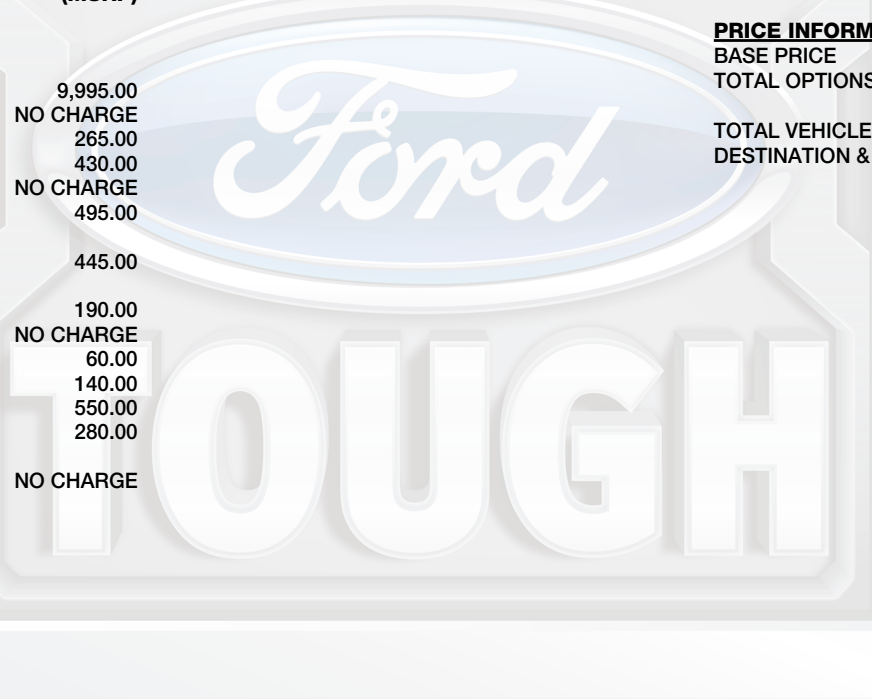 9,995.00
NO CHARGE
265.00
430.00
NO CHARGE
495.00
445.00
190.00
NO CHARGE
60.00
140.00
550.00
280.00
NO CHARGE
PRICE INFORM
BASE PRICE
TOTAL OPTIONS
TOTAL VEHICLE
DESTINATION &
Ford
TOUGH